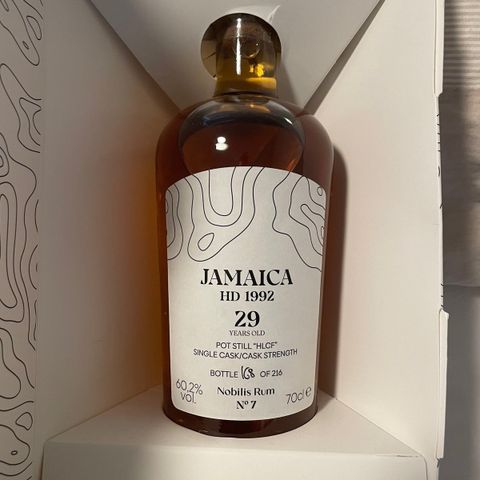 JAMAICA
HD 1992
29
YEARS OLD
POT STILL "HLCF"
SINGLE CASK/CASK STRENGTH
BOTTLE OF 216
60,2% vol.
Nobilis Rum
Nº 7
70cl e